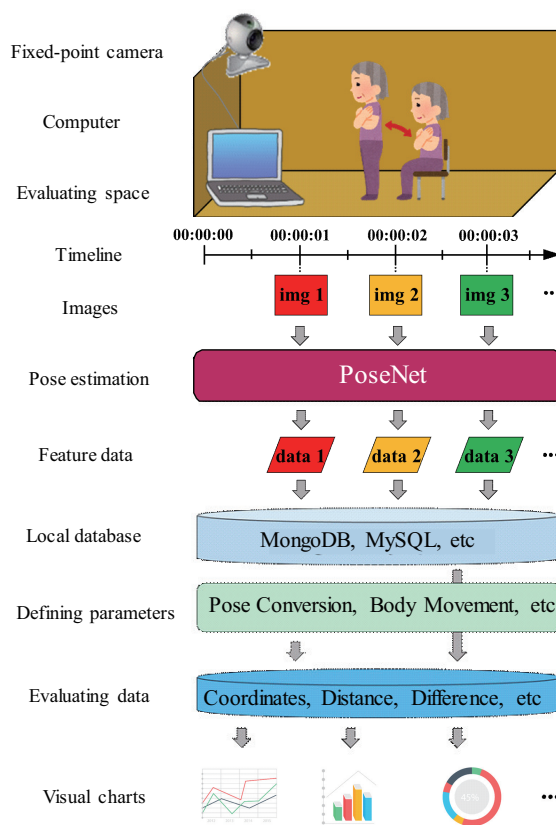 Fixed-point camera
Computer
Evaluating space
00:00:00 00:00:01 00:00:02 00:00:03
Timeline
Images img 1 img 2 img 3 ...
Pose estimation PoseNet
Feature data data 1 data 2 data 3 ...
Local database MongoDB, MySQL, etc
Defining parameters Pose Conversion, Body Movement, etc
Evaluating data Coordinates, Distance, Difference, etc
Visual charts 45% ...